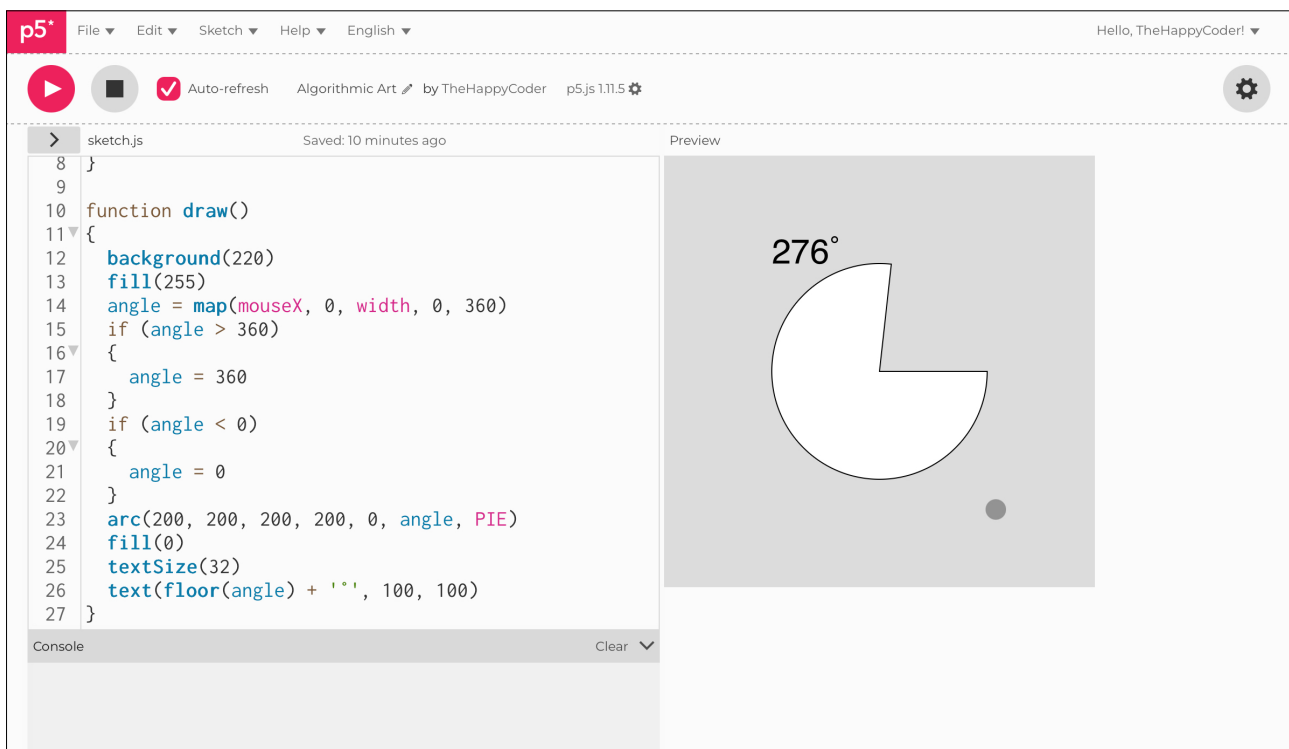 p5* File Edit Sketch Help English Hello, TheHappyCoder!
Auto-refresh Algorithmic Art by TheHappyCoder p5.js 1.11.5
sketch.js Saved: 10 minutes ago Preview
8 }
9
10 function draw()
11 {
12   background(220)
13   fill(255)
14   angle = map(mouseX, 0, width, 0, 360)
15   if (angle > 360)
16   {
17     angle = 360
18   }
19   if (angle < 0)
20   {
21     angle = 0
22   }
23   arc(200, 200, 200, 200, 0, angle, PIE)
24   fill(0)
25   textSize(32)
26   text(floor(angle) + '˚', 100, 100)
27 }
276˚
Console Clear